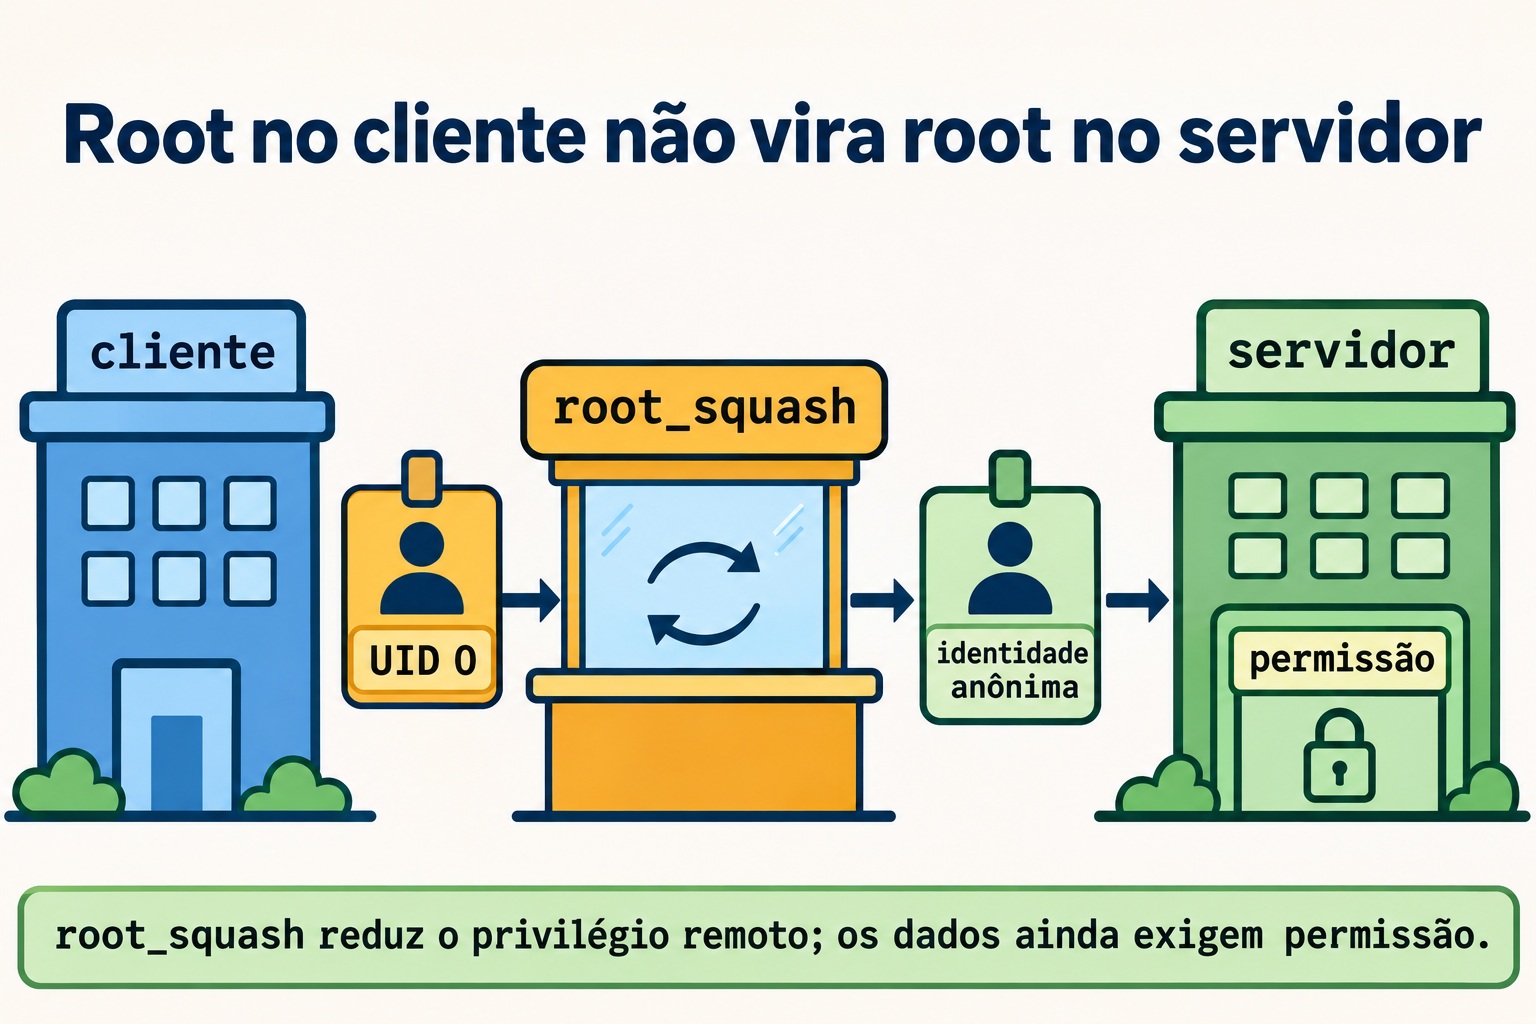 Root no cliente não vira root no servidor
cliente
servidor
root_squash
UID 0
identidade
anônima
permissão
root_squash reduz o privilégio remoto; os dados ainda exigem permissão.